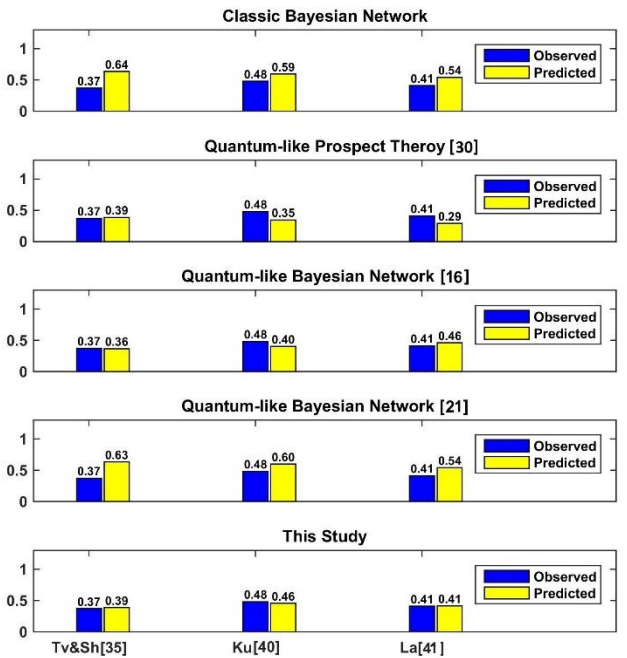 Classic Bayesian Network
1
0.5
0
0.37 0.64
0.48 0.59
0.41 0.54
Observed
Predicted
Quantum-like Prospect Theroy [30]
1
0.5
0
0.37 0.39
0.48 0.35
0.41 0.29
Observed
Predicted
Quantum-like Bayesian Network [16]
1
0.5
0
0.37 0.36
0.48 0.40
0.41 0.46
Observed
Predicted
Quantum-like Bayesian Network [21]
1
0.5
0
0.37 0.63
0.48 0.60
0.41 0.54
Observed
Predicted
This Study
1
0.5
0
0.37 0.39
0.48 0.46
0.41 0.41
Observed
Predicted
Tv&Sh[35] Ku[40] La[41]